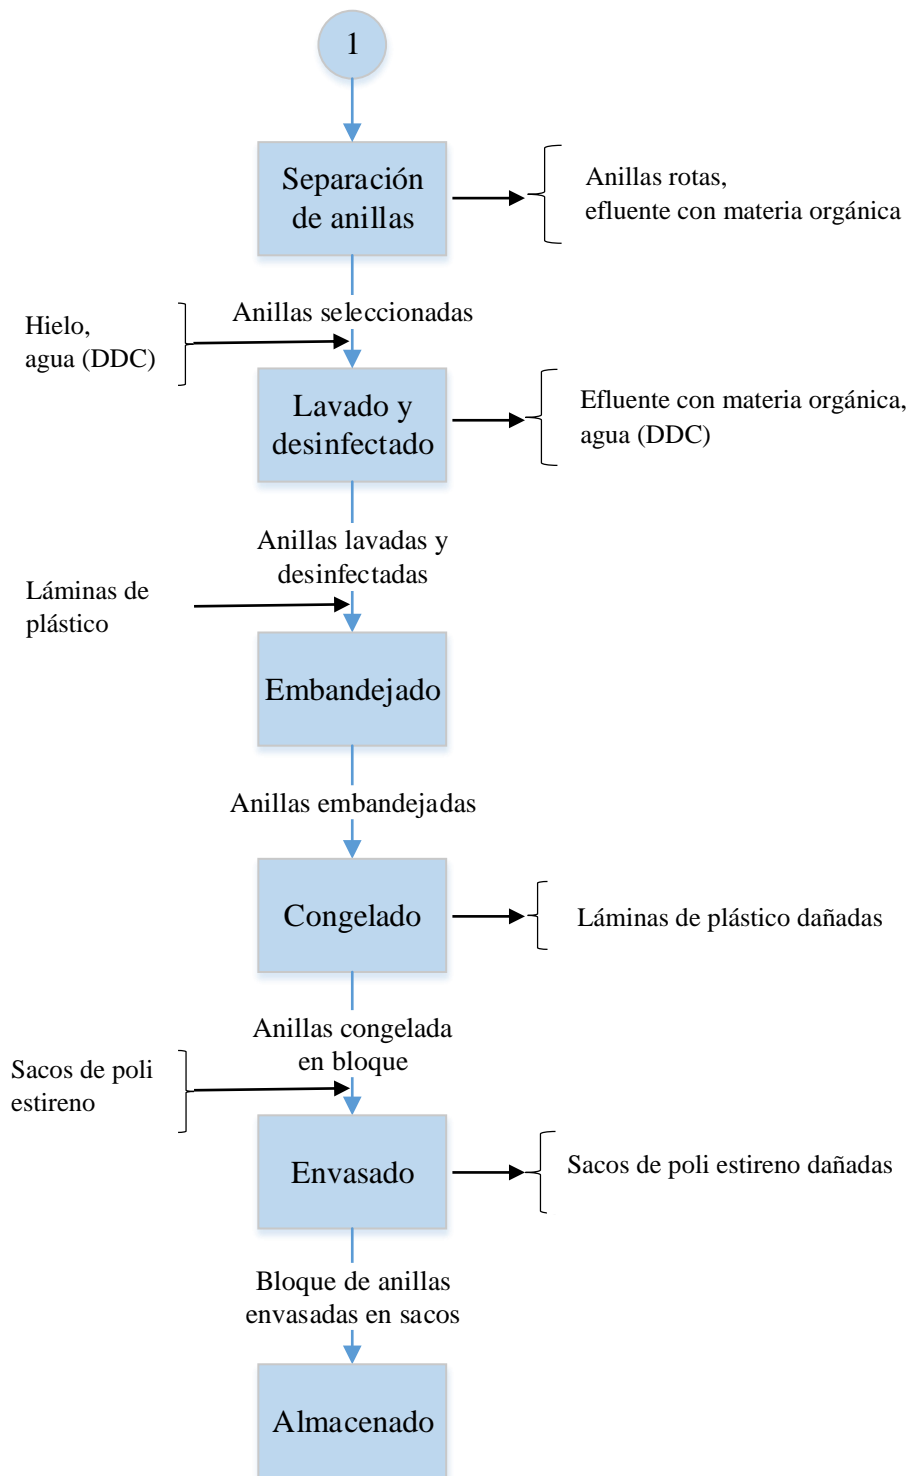 1
Separación
de anillas
Anillas rotas,
efluente con materia orgánica
Anillas seleccionadas
Hielo,
agua (DDC)
Lavado y
desinfectado
Efluente con materia orgánica,
agua (DDC)
Anillas lavadas y
desinfectadas
Láminas de
plástico
Embandejado
Anillas embandejadas
Congelado
Láminas de plástico dañadas
Anillas congelada
en bloque
Sacos de poli
estireno
Envasado
Sacos de poli estireno dañadas
Bloque de anillas
envasadas en sacos
Almacenado